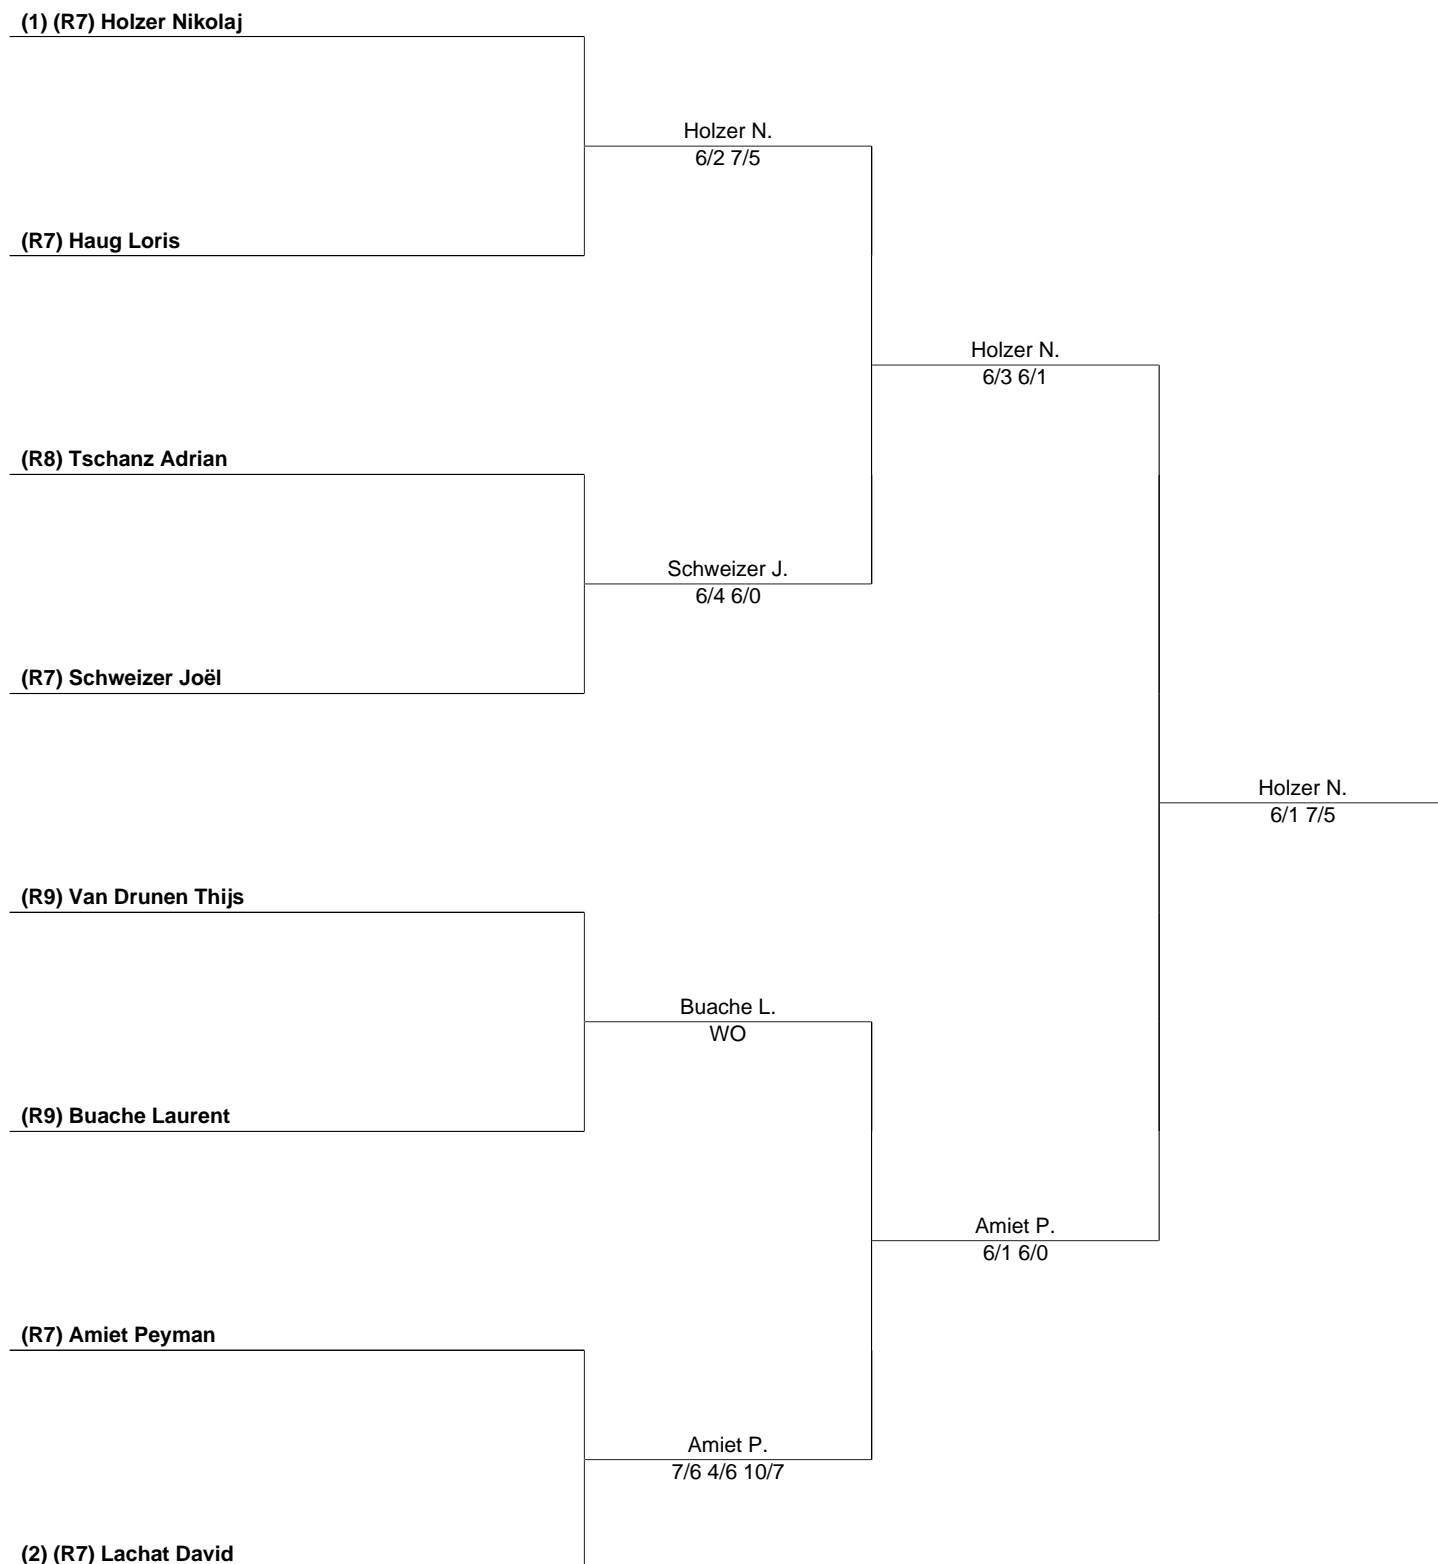 (1) (R7) Holzer Nikolaj
Holzer N.
6/2 7/5
(R7) Haug Loris
Holzer N.
6/3 6/1
(R8) Tschanz Adrian
Schweizer J.
6/4 6/0
(R7) Schweizer Joël
Holzer N.
6/1 7/5
(R9) Van Drunen Thijs
Buache L.
WO
(R9) Buache Laurent
Amiet P.
6/1 6/0
(R7) Amiet Peyman
Amiet P.
7/6 4/6 10/7
(2) (R7) Lachat David